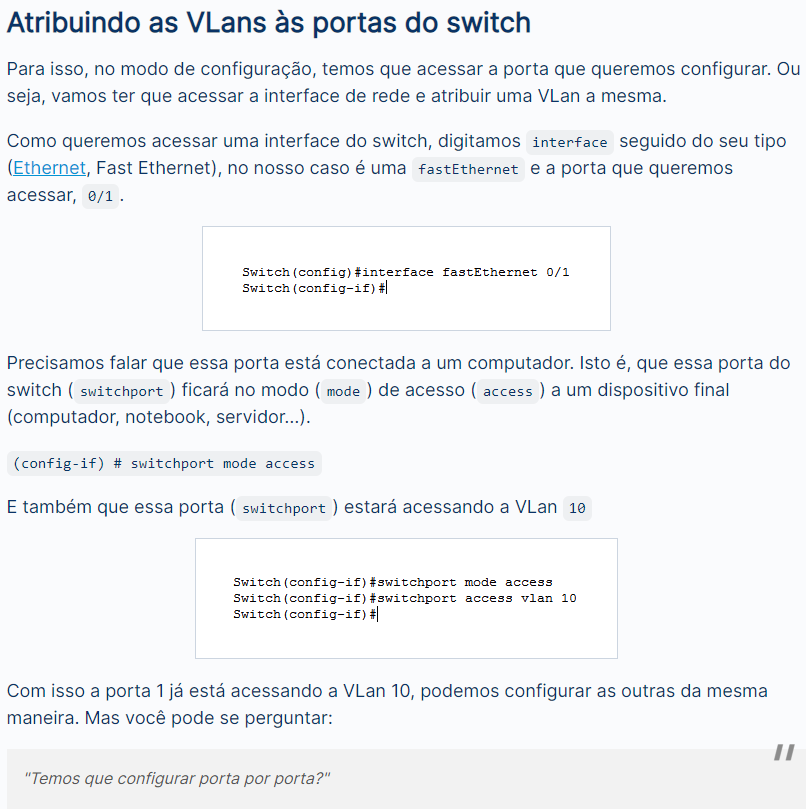 Atribuindo as VLans às portas do switch
Para isso, no modo de configuração, temos que acessar a porta que queremos configurar. Ou
seja, vamos ter que acessar a interface de rede e atribuir uma VLan a mesma.
Como queremos acessar uma interface do switch, digitamos interface seguido do seu tipo
(Ethernet, Fast Ethernet), no nosso caso é uma fastEthernet e a porta que queremos
acessar, 0/1 .
Switch(config)#interface fastEthernet 0/1
Switch(config-if)#
Precisamos falar que essa porta está conectada a um computador. Isto é, que essa porta do
switch ( switchport ) ficará no modo ( mode ) de acesso ( access ) a um dispositivo final
(computador, notebook, servidor...).
(config-if) # switchport mode access
E também que essa porta ( switchport ) estará acessando a VLan 10
Switch(config-if)#switchport mode access
Switch(config-if)#switchport access vlan 10
Switch(config-if)#
Com isso a porta 1 já está acessando a VLan 10, podemos configurar as outras da mesma
maneira. Mas você pode se perguntar:
"
"Temos que configurar porta por porta?"